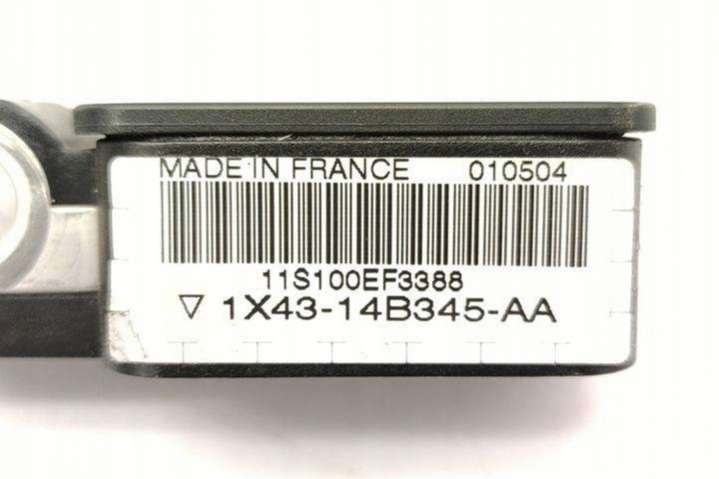 MADE IN FRANCE 010504
11S100EF3388
▽ 1X43-14B345-AA